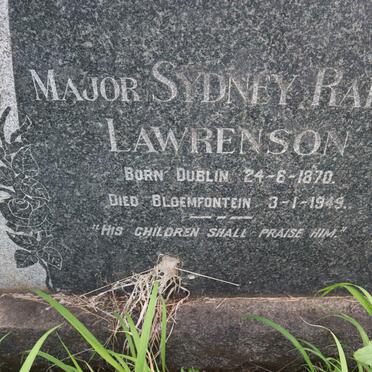 MAJOR SYDNEY
LAWRENSON
BORN DUBLIN 24-6-1870.
DIED BLOEMFONTEIN 3-1-1949.
"HIS CHILDREN SHALL PRAISE HIM."